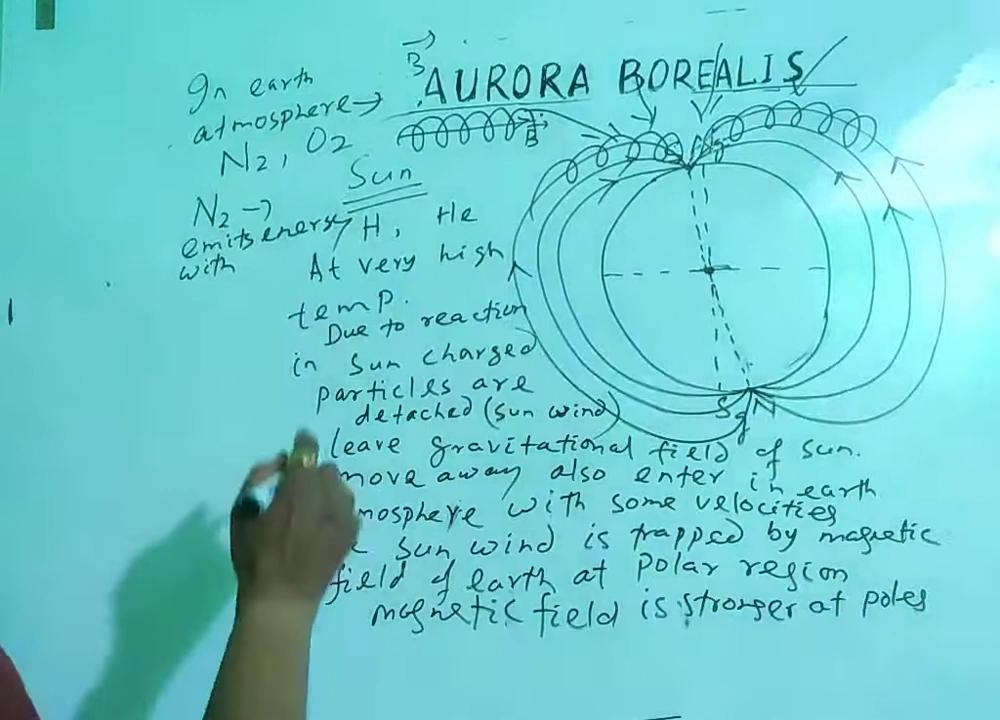 AURORA BOREALIS
B
In earth
atmosphere →
N2, O2
B
Sun
N2 →
emits energy
with
H, He
At very high
temp.
Due to reaction
in Sun charged
particles are
detached (sun wind)
leave gravitational field of sun.
move away also enter in earth
mosphere with some velocities
sun wind is trapped by magnetic
field of earth at polar region
magnetic field is stronger at poles
Sg N